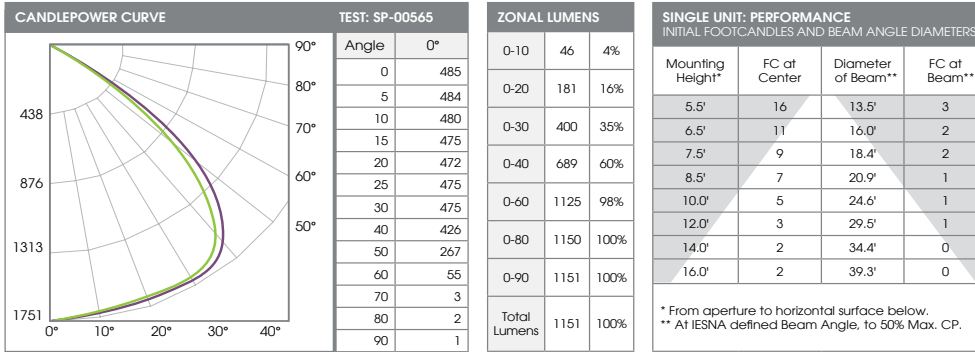 CANDLEPOWER CURVE TEST: SP-00565
90°
80°
438
70°
876
60°
50°
1313
1751
0° 10° 20° 30° 40°
Angle 0°
0 485
5 484
10 480
15 475
20 472
25 475
30 475
40 426
50 267
60 55
70 3
80 2
90 1
ZONAL LUMENS
0-10 46 4%
0-20 181 16%
0-30 400 35%
0-40 689 60%
0-60 1125 98%
0-80 1150 100%
0-90 1151 100%
Total
Lumens 1151 100%
SINGLE UNIT: PERFORMANCE
INITIAL FOOTCANDLES AND BEAM ANGLE DIAMETERS
Mounting FC at Diameter FC at
Height* Center of Beam** Beam**
5.5' 16 13.5' 3
6.5' 11 16.0' 2
7.5' 9 18.4' 2
8.5' 7 20.9' 1
10.0' 5 24.6' 1
12.0' 3 29.5' 1
14.0' 2 34.4' 0
16.0' 2 39.3' 0
* From aperture to horizontal surface below.
** At IESNA defined Beam Angle, to 50% Max. CP.